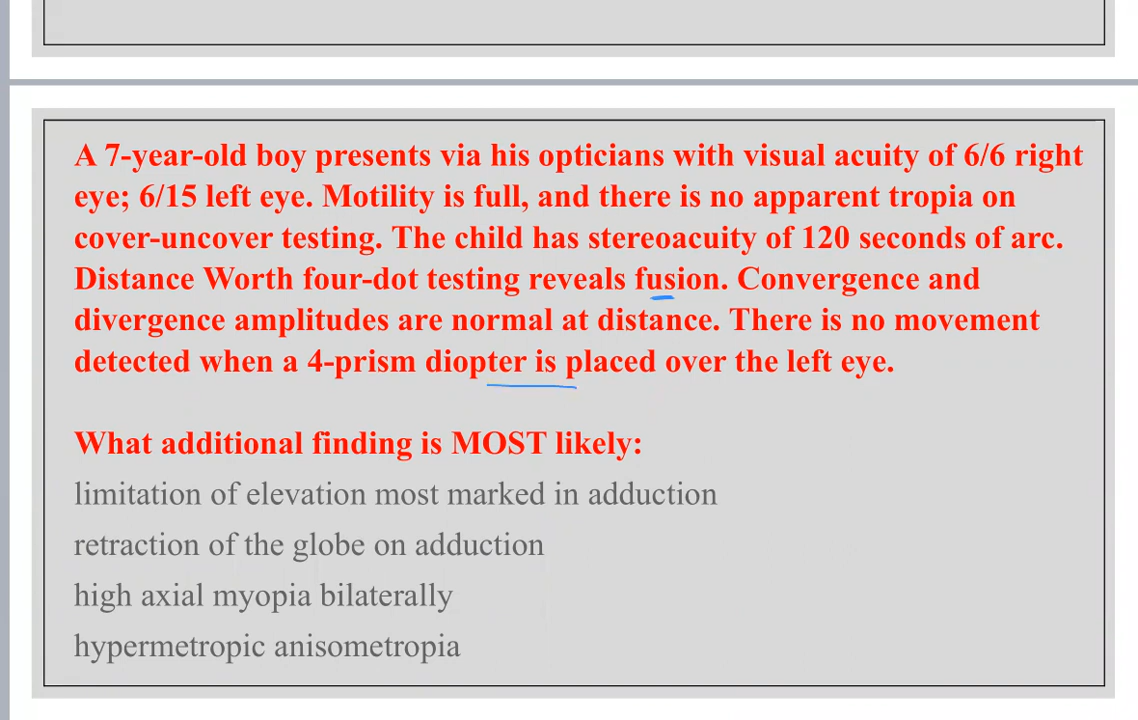 A 7-year-old boy presents via his opticians with visual acuity of 6/6 right
eye; 6/15 left eye. Motility is full, and there is no apparent tropia on
cover-uncover testing. The child has stereoacuity of 120 seconds of arc.
Distance Worth four-dot testing reveals fusion. Convergence and
divergence amplitudes are normal at distance. There is no movement
detected when a 4-prism diopter is placed over the left eye.
What additional finding is MOST likely:
limitation of elevation most marked in adduction
retraction of the globe on adduction
high axial myopia bilaterally
hypermetropic anisometropia